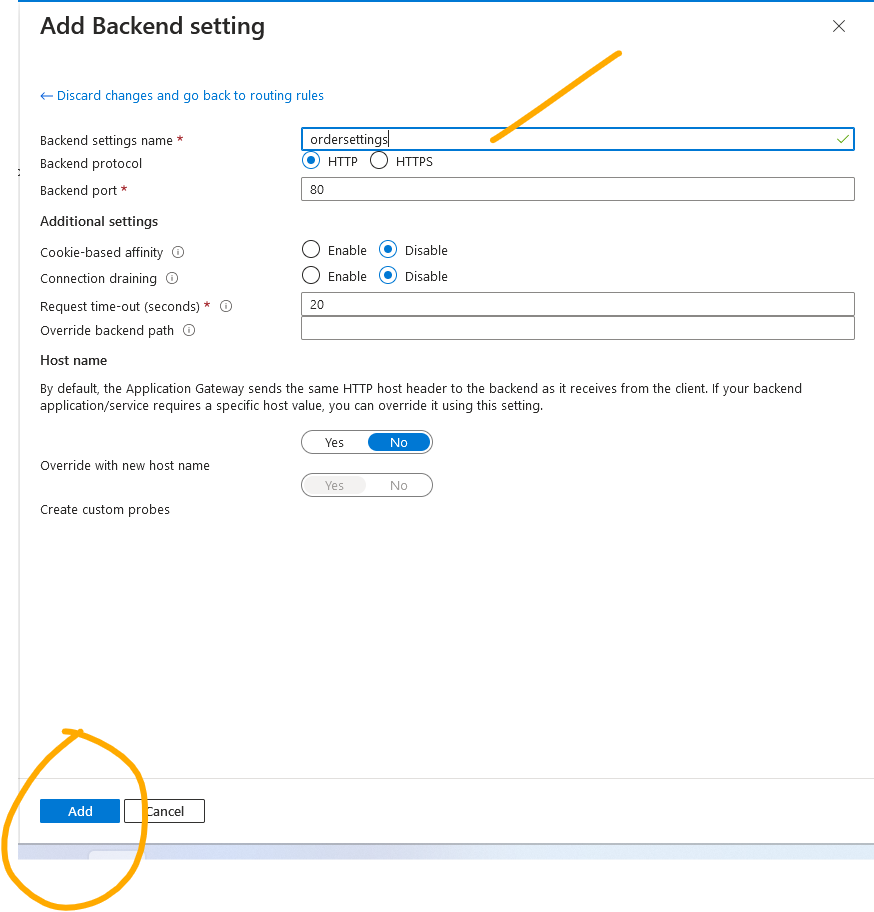 Add Backend setting
← Discard changes and go back to routing rules
Backend settings name *
ordersettings
Backend protocol
HTTP HTTPS
Backend port *
80
Additional settings
Cookie-based affinity
Enable Disable
Connection draining
Enable Disable
Request time-out (seconds) *
20
Override backend path
Host name
By default, the Application Gateway sends the same HTTP host header to the backend as it receives from the client. If your backend
application/service requires a specific host value, you can override it using this setting.
Yes No
Override with new host name
Yes No
Create custom probes
Add Cancel